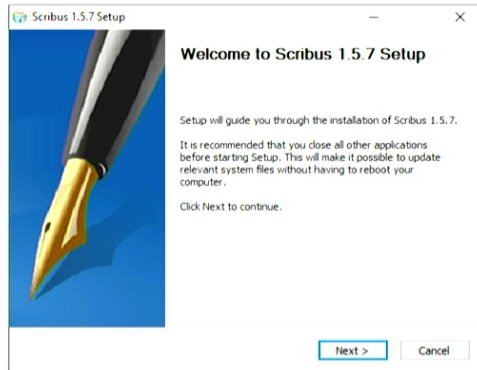 Scribus 1.5.7 Setup
Welcome to Scribus 1.5.7 Setup
Setup will guide you through the installation of Scribus 1.5.7.
It is recommended that you close all other applications
before starting Setup. This will make it possible to update
relevant system files without having to reboot your
computer.
Click Next to continue.
Next >
Cancel